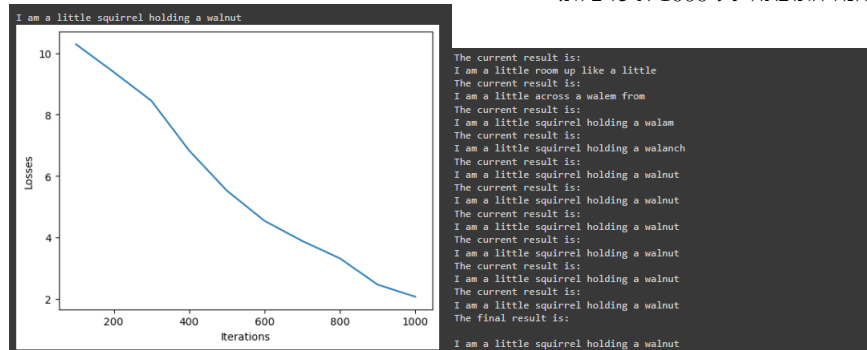 I am a little squirrel holding a walnut
10
8
6
4
2
Losses
200
400
600
800
1000
Iterations
The current result is:
I am a little room up like a little
The current result is:
I am a little across a walem from
The current result is:
I am a little squirrel holding a walam
The current result is:
I am a little squirrel holding a walanch
The current result is:
I am a little squirrel holding a walnut
The current result is:
I am a little squirrel holding a walnut
The current result is:
I am a little squirrel holding a walnut
The current result is:
I am a little squirrel holding a walnut
The current result is:
I am a little squirrel holding a walnut
The current result is:
I am a little squirrel holding a walnut
The final result is:
I am a little squirrel holding a walnut